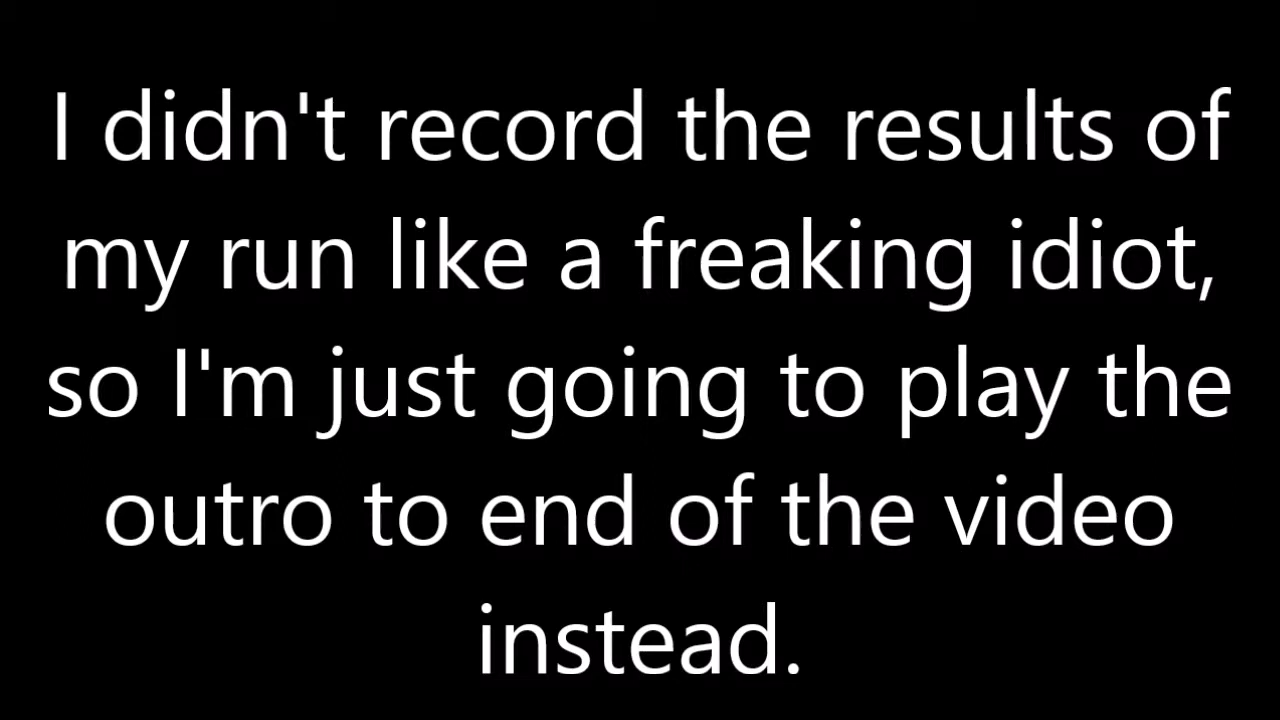 I didn't record the results of
my run like a freaking idiot,
so I'm just going to play the
outro to end of the video
instead.